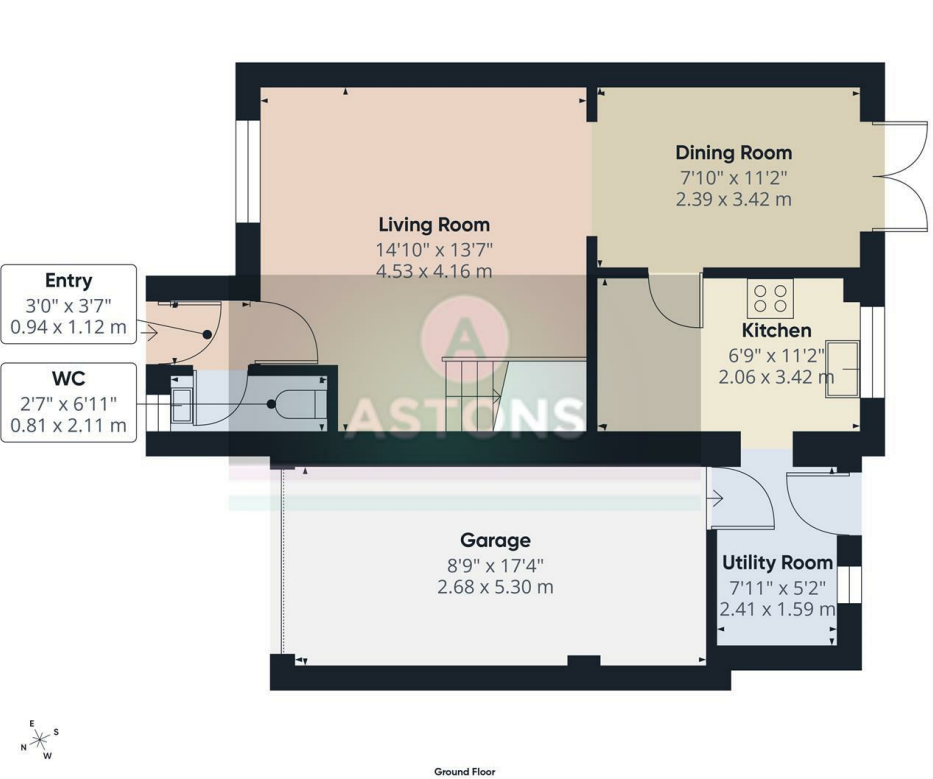 Dining Room
7'10" x 11'2"
2.39 x 3.42 m
Living Room
14'10" x 13'7"
4.53 x 4.16 m
Entry
3'0" x 3'7"
0.94 x 1.12 m
Kitchen
6'9" x 11'2"
2.06 x 3.42 m
WC
2'7" x 6'11"
0.81 x 2.11 m
A
ASTONS
Garage
8'9" x 17'4"
2.68 x 5.30 m
Utility Room
7'11" x 5'2"
2.41 x 1.59 m
E
S
N
W
Ground Floor